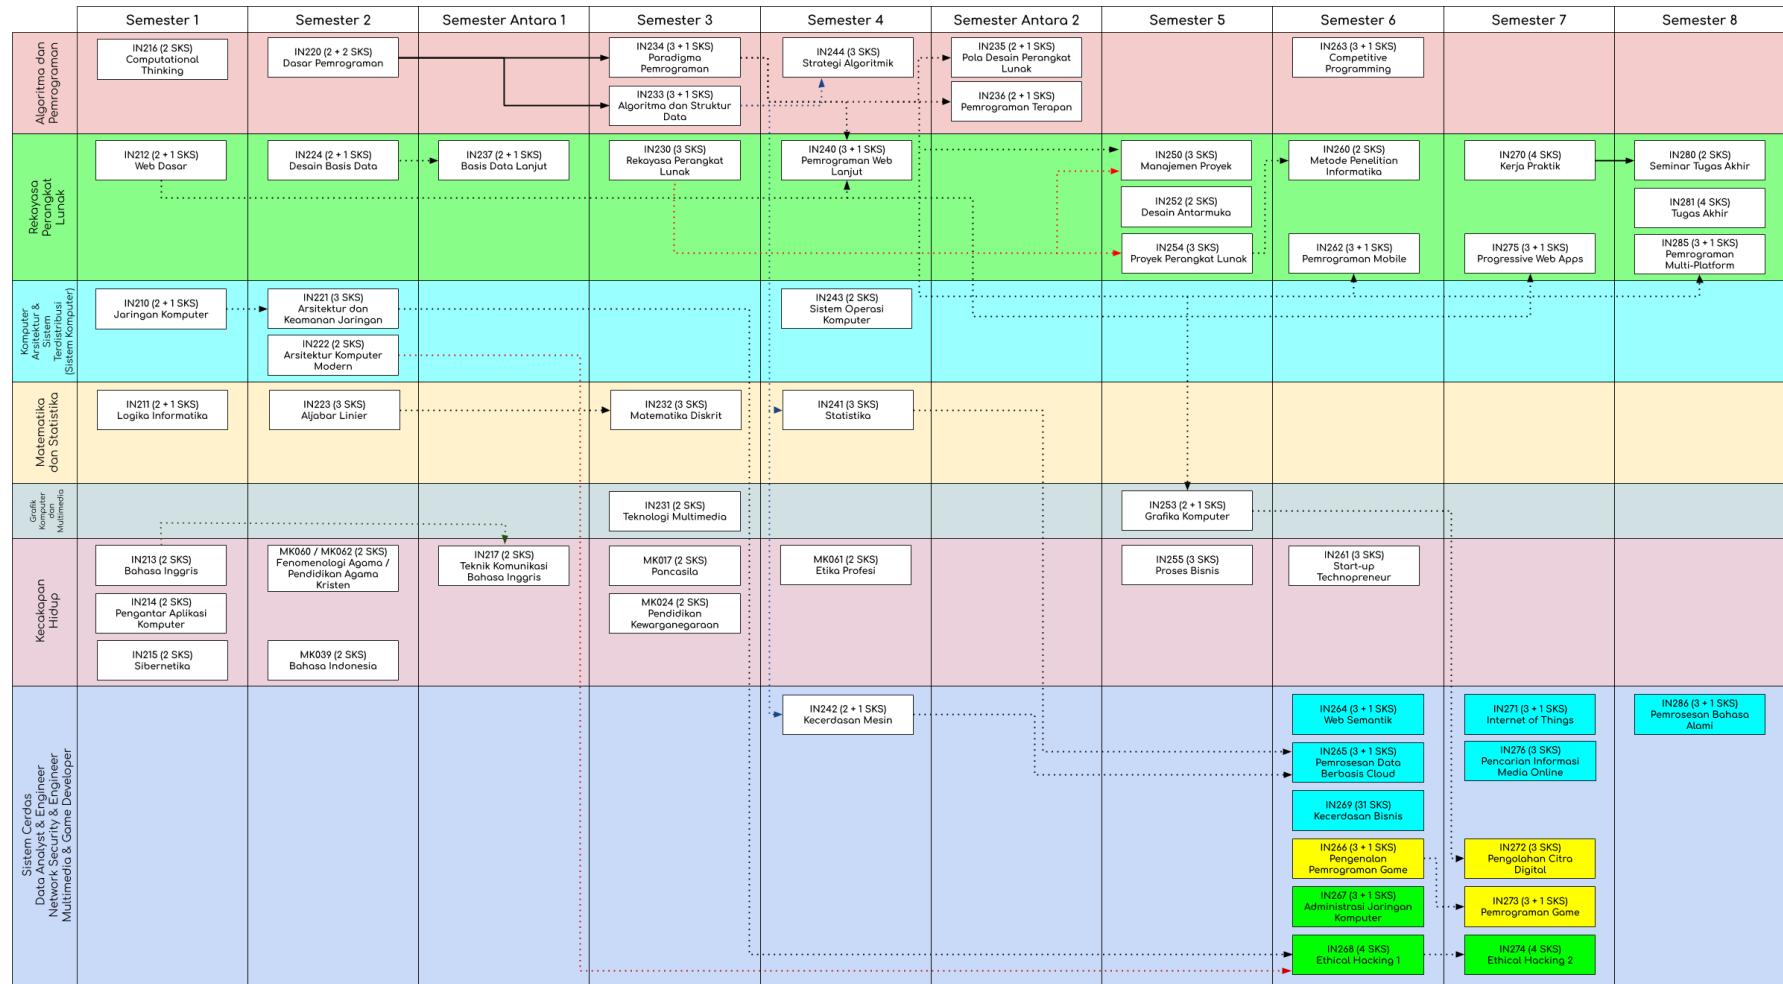 Semester 1
Semester 2
Semester Antara 1
Semester 3
Semester 4
Semester Antara 2
Semester 5
Semester 6
Semester 7
Semester 8
Algoritma dan
Pemrograman
IN216 (2 SKS)
Computational
Thinking
IN220 (2 + 2 SKS)
Dasar Pemrograman
IN234 (3 + 1 SKS)
Paradigma
Pemrograman
IN233 (3 + 1 SKS)
Algoritma dan Struktur
Data
IN244 (3 SKS)
Strategi Algoritmik
IN235 (2 + 1 SKS)
Pola Desain Perangkat
Lunak
IN236 (2 + 1 SKS)
Pemrograman Terapan
IN263 (3 + 1 SKS)
Competitive
Programming
Rekayasa
Perangkat
Lunak
IN212 (2 + 1 SKS)
Web Dasar
IN224 (2 + 1 SKS)
Desain Basis Data
IN237 (2 + 1 SKS)
Basis Data Lanjut
IN230 (3 SKS)
Rekayasa Perangkat
Lunak
IN240 (3 + 1 SKS)
Pemrograman Web
Lanjut
IN250 (3 SKS)
Manajemen Proyek
IN252 (2 SKS)
Desain Antarmuka
IN254 (3 SKS)
Proyek Perangkat Lunak
IN260 (2 SKS)
Metode Penelitian
Informatika
IN262 (3 + 1 SKS)
Pemrograman Mobile
IN270 (4 SKS)
Kerja Praktik
IN275 (3 + 1 SKS)
Progressive Web Apps
IN280 (2 SKS)
Seminar Tugas Akhir
IN281 (4 SKS)
Tugas Akhir
IN285 (3 + 1 SKS)
Pemrograman
Multi-Platform
Komputer
Arsitektur &
Sistem
Terdistribusi
(Sistem Komputer)
IN210 (2 + 1 SKS)
Jaringan Komputer
IN221 (3 SKS)
Arsitektur dan
Keamanan Jaringan
IN222 (2 SKS)
Arsitektur Komputer
Modern
IN243 (2 SKS)
Sistem Operasi
Komputer
Matematika
dan Statistika
IN211 (2 + 1 SKS)
Logika Informatika
IN223 (3 SKS)
Aljabar Linier
IN232 (3 SKS)
Matematika Diskrit
IN241 (3 SKS)
Statistika
Grafik
Komputer
dan
Multimedia
IN231 (2 SKS)
Teknologi Multimedia
IN253 (2 + 1 SKS)
Grafika Komputer
Kecakapan
Hidup
IN213 (2 SKS)
Bahasa Inggris
IN214 (2 SKS)
Pengantar Aplikasi
Komputer
IN215 (2 SKS)
Sibernetika
MK060 / MK062 (2 SKS)
Fenomenologi Agama /
Pendidikan Agama
Kristen
MK039 (2 SKS)
Bahasa Indonesia
IN217 (2 SKS)
Teknik Komunikasi
Bahasa Inggris
MK017 (2 SKS)
Pancasila
MK024 (2 SKS)
Pendidikan
Kewarganegaraan
MK061 (2 SKS)
Etika Profesi
IN255 (3 SKS)
Proses Bisnis
IN261 (3 SKS)
Start-up
Technopreneur
Sistem Cerdas
Data Analyst & Engineer
Network Security & Engineer
Multimedia & Game Developer
IN242 (2 + 1 SKS)
Kecerdasan Mesin
IN264 (3 + 1 SKS)
Web Semantik
IN265 (3 + 1 SKS)
Pemrosesan Data
Berbasis Cloud
IN269 (31 SKS)
Kecerdasan Bisnis
IN266 (3 + 1 SKS)
Pengenalan
Pemrograman Game
IN267 (3 + 1 SKS)
Administrasi Jaringan
Komputer
IN268 (4 SKS)
Ethical Hacking 1
IN271 (3 + 1 SKS)
Internet of Things
IN276 (3 SKS)
Pencarian Informasi
Media Online
IN272 (3 SKS)
Pengolahan Citra
Digital
IN273 (3 + 1 SKS)
Pemrograman Game
IN274 (4 SKS)
Ethical Hacking 2
IN286 (3 + 1 SKS)
Pemrosesan Bahasa
Alami